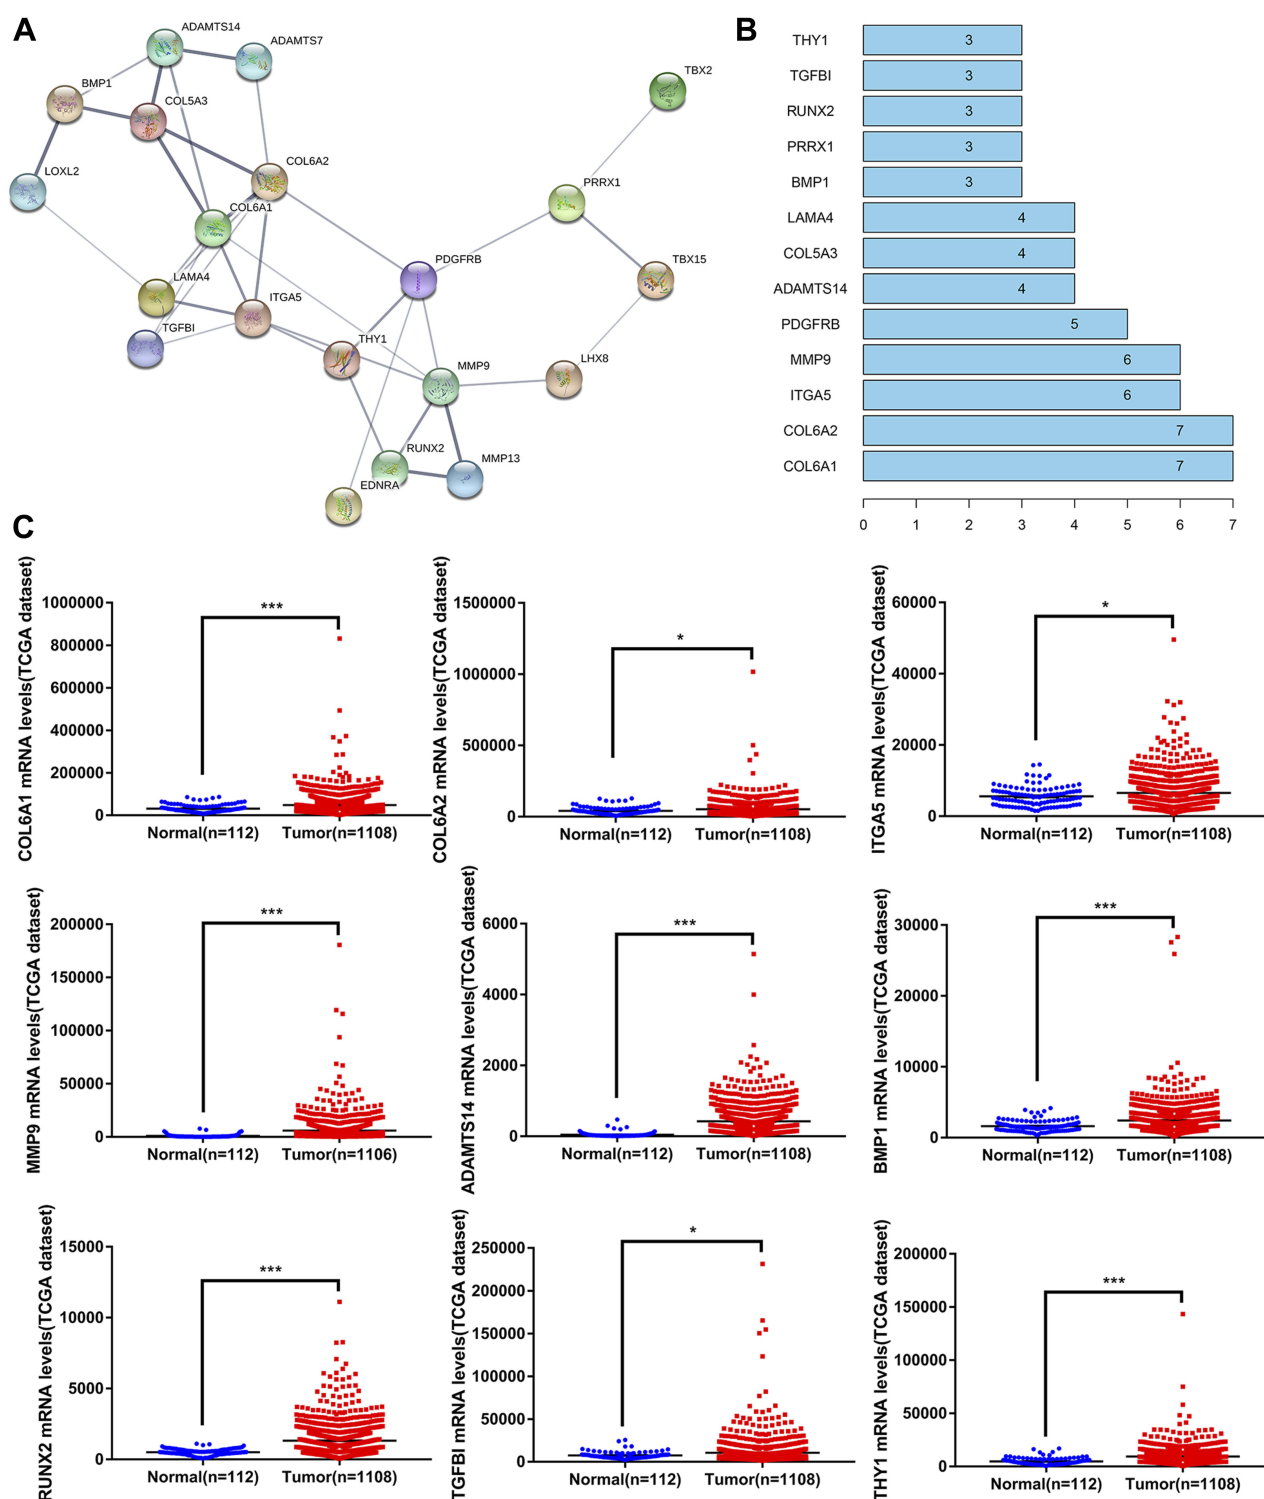 A
ADAMTS14
ADAMTS7
BMP1
COL5A3
LOXL2
COL6A2
COL6A1
LAMA4
ITGA5
TGFBI
PDGFRB
PRRX1
TBX2
TBX15
THY1
MMP9
LHX8
RUNX2
MMP13
EDNRA
B
THY1 3
TGFBI 3
RUNX2 3
PRRX1 3
BMP1 3
LAMA4 4
COL5A3 4
ADAMTS14 4
PDGFRB 5
MMP9 6
ITGA5 6
COL6A2 7
COL6A1 7
0 1 2 3 4 5 6 7
C
COL6A1 mRNA levels(TCGA dataset)
1000000
800000
600000
400000
200000
0
***
Normal(n=112) Tumor(n=1108)
COL6A2 mRNA levels(TCGA dataset)
1500000
1000000
500000
0
*
Normal(n=112) Tumor(n=1108)
ITGA5 mRNA levels(TCGA dataset)
60000
40000
20000
0
*
Normal(n=112) Tumor(n=1108)
MMP9 mRNA levels(TCGA dataset)
200000
150000
100000
50000
0
***
Normal(n=112) Tumor(n=1106)
ADAMTS14 mRNA levels(TCGA dataset)
6000
4000
2000
0
***
Normal(n=112) Tumor(n=1108)
BMP1 mRNA levels(TCGA dataset)
30000
20000
10000
0
***
Normal(n=112) Tumor(n=1108)
RUNX2 mRNA levels(TCGA dataset)
15000
10000
5000
0
***
Normal(n=112) Tumor(n=1108)
TGFBI mRNA levels(TCGA dataset)
250000
200000
150000
100000
50000
0
*
Normal(n=112) Tumor(n=1108)
THY1 mRNA levels(TCGA dataset)
200000
150000
100000
50000
0
***
Normal(n=112) Tumor(n=1108)